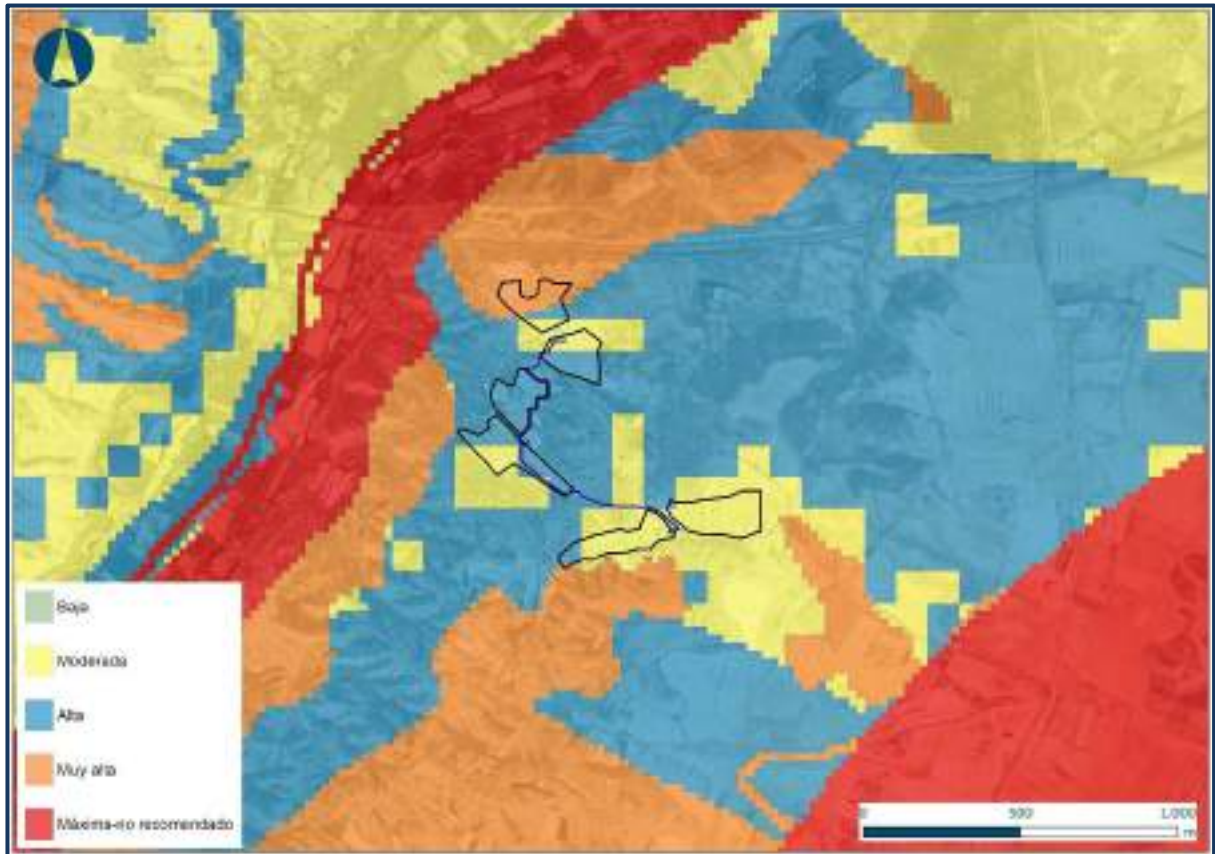 Baja
Moderada
Alta
Muy alta
Máxima-no recomendado
0 500 1.000
m